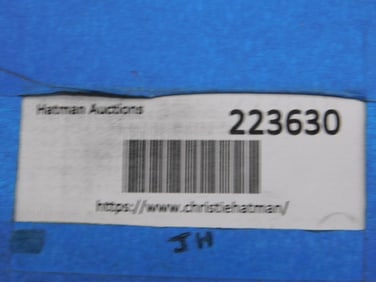 Hatman Auctions
223630
https://www.christiehatman/
JH